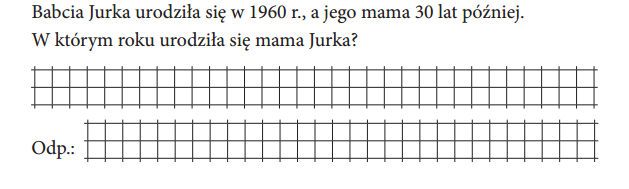 Babcia Jurka urodziła się w 1960 r., a jego mama 30 lat później.
W którym roku urodziła się mama Jurka?
Odp.: